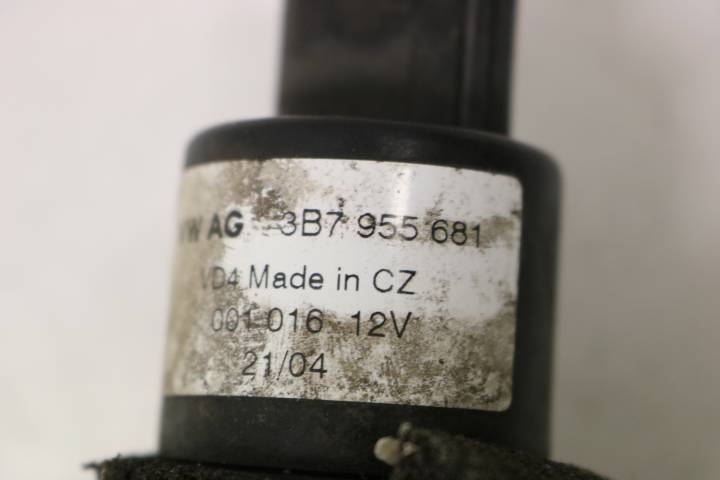 VW AG 3B7 955 681
VD4 Made in CZ
001 016 12V
21/04